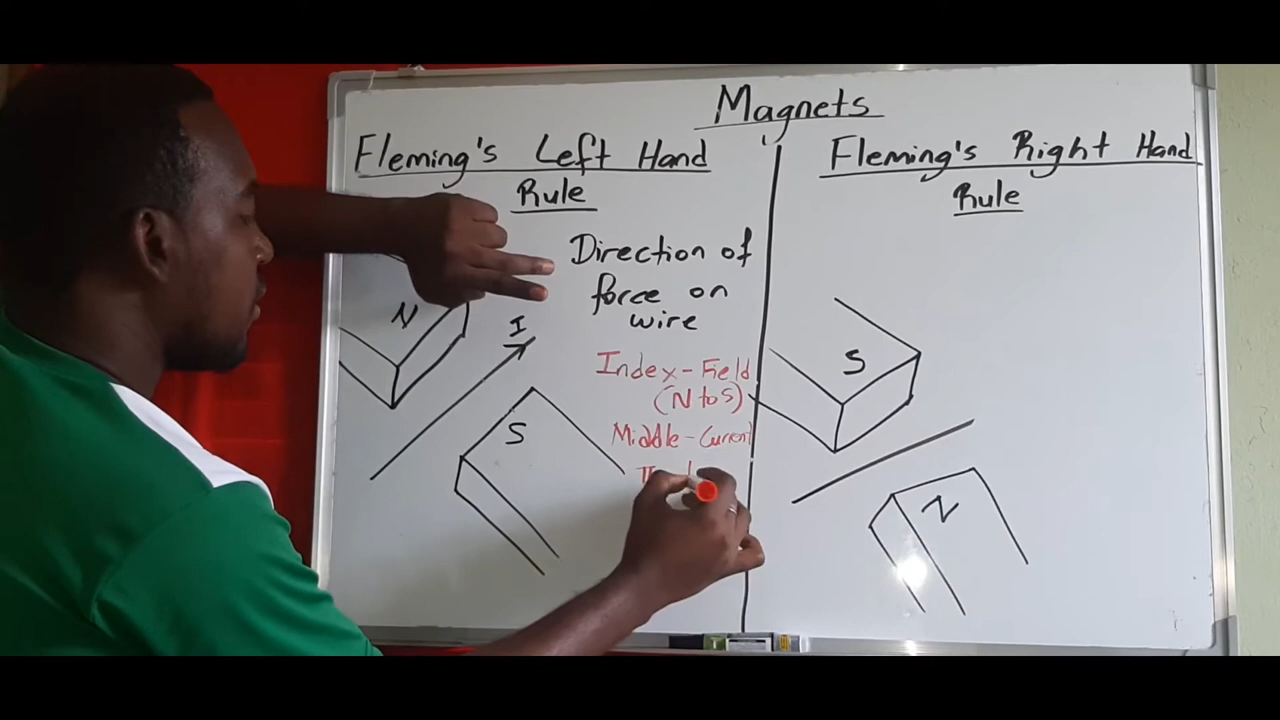 Magnets
Fleming's Left Hand
Rule
N
I
S
Direction of
force on
wire
Index - Field
(N to S)
Middle - Current
Fleming's Right Hand
Rule
S
N